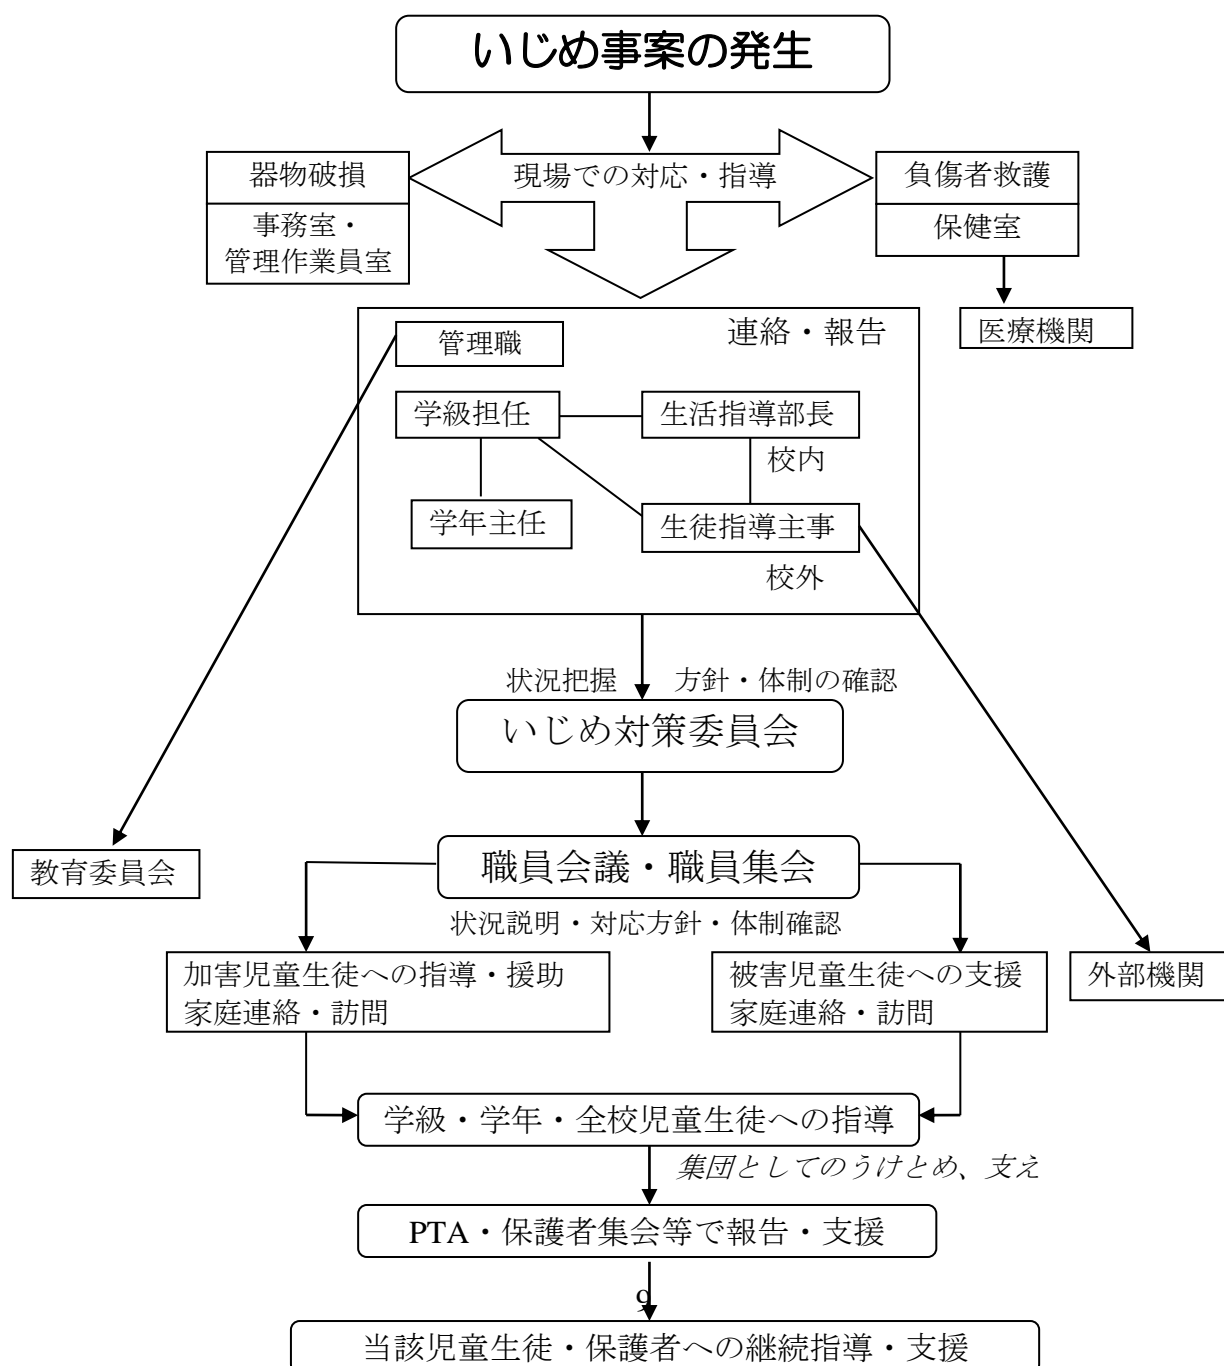 いじめ事案の発生
器物破損
現場での対応・指導
負傷者救護
事務室・
管理作業員室
保健室
医療機関
連絡・報告
管理職
学級担任
生活指導部長
校内
学年主任
生徒指導主事
校外
状況把握
方針・体制の確認
いじめ対策委員会
教育委員会
職員会議・職員集会
状況説明・対応方針・体制確認
加害児童生徒への指導・援助
家庭連絡・訪問
被害児童生徒への支援
家庭連絡・訪問
外部機関
学級・学年・全校児童生徒への指導
集団としてのうけとめ、支え
PTA・保護者集会等で報告・支援
9
当該児童生徒・保護者への継続指導・支援